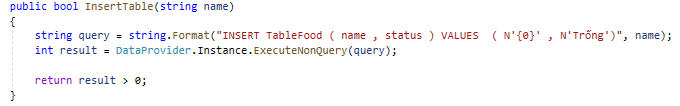 public bool InsertTable(string name)
{
string query = string.Format("INSERT TableFood ( name , status ) VALUES  ( N'{0}' , N'Trống')", name);
int result = DataProvider.Instance.ExecuteNonQuery(query);
return result > 0;
}